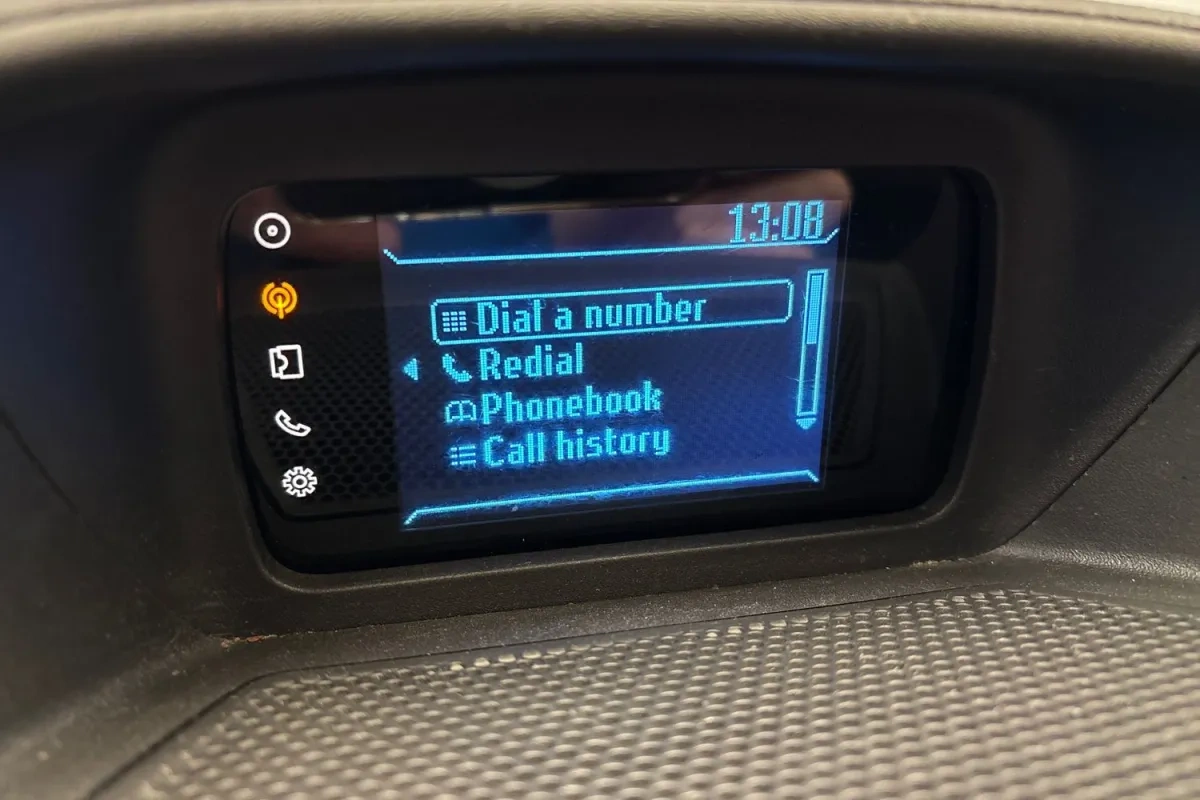 13:08
Dial a number
Redial
Phonebook
Call history